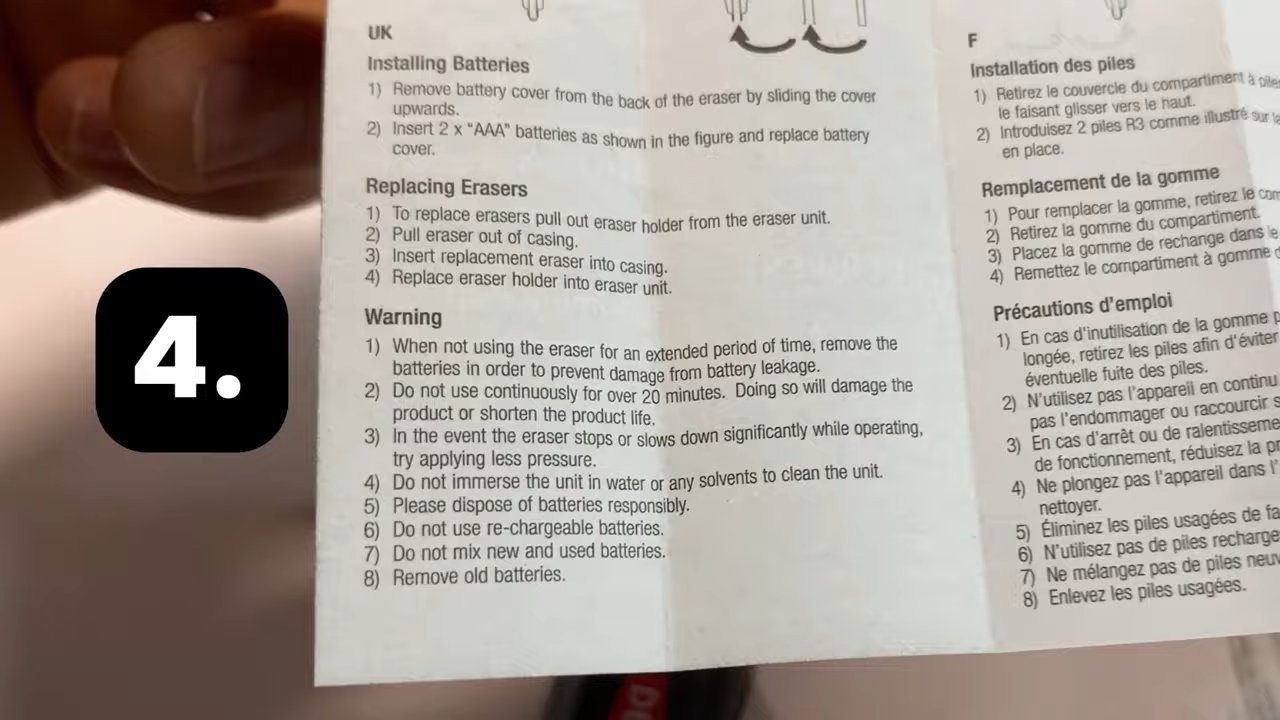 4.
UK
Installing Batteries
1) Remove battery cover from the back of the eraser by sliding the cover
upwards.
2) Insert 2 x “AAA” batteries as shown in the figure and replace battery
cover.
Replacing Erasers
1) To replace erasers pull out eraser holder from the eraser unit.
2) Pull eraser out of casing.
3) Insert replacement eraser into casing.
4) Replace eraser holder into eraser unit.
Warning
1) When not using the eraser for an extended period of time, remove the
batteries in order to prevent damage from battery leakage.
2) Do not use continuously for over 20 minutes. Doing so will damage the
product or shorten the product life.
3) In the event the eraser stops or slows down significantly while operating,
try applying less pressure.
4) Do not immerse the unit in water or any solvents to clean the unit.
5) Please dispose of batteries responsibly.
6) Do not use re-chargeable batteries.
7) Do not mix new and used batteries.
8) Remove old batteries.
F
Installation des piles
1) Retirez le couvercle du compartiment à
le faisant glisser vers le haut.
2) Introduisez 2 piles R3 comme illustré sur
en place.
Remplacement de la gomme
1) Pour remplacer la gomme, retirez le
2) Retirez la gomme du compartiment.
3) Placez la gomme de rechange dans le
4) Remettez le compartiment à gomme
Précautions d’emploi
1) En cas d’inutilisation de la gomme
longée, retirez les piles afin d’éviter
éventuelle fuite des piles.
2) N’utilisez pas l’appareil en continu
pas l’endommager ou raccourcir
3) En cas d’arrêt ou de
de fonctionnement, réduisez la
4) Ne plongez pas l’appareil dans
nettoyer.
5) Éliminez les piles usagées de
6) N’utilisez pas de piles
7) Ne mélangez pas de piles
8) Enlevez les piles usagées.